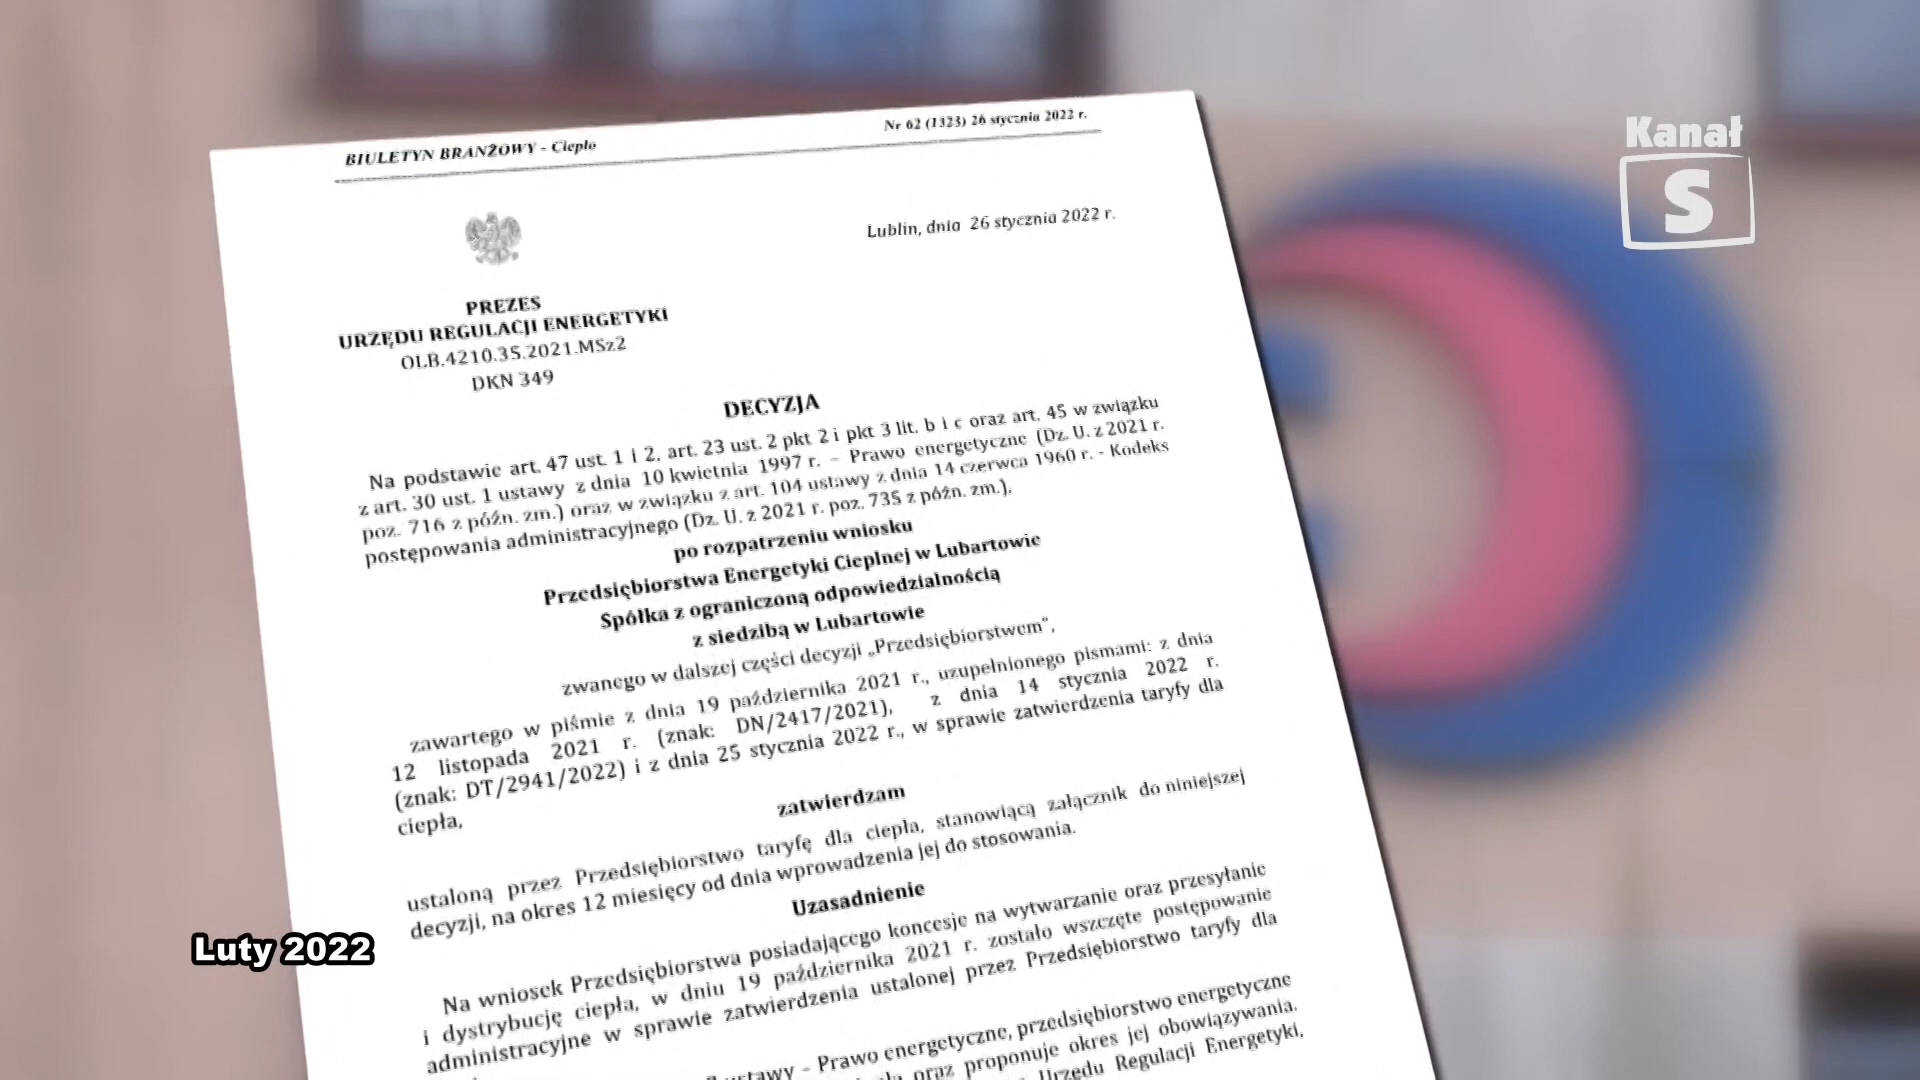 BIULETYN BRANŻOWY - Ciepło
Nr 62 (1323) 26 stycznia 2022 r.
Kanał
S
Lublin, dnia 26 stycznia 2022 r.
PREZES
URZĘDU REGULACJI ENERGETYKI
OLB.4210.35.2021.MSz2
DKN 349
DECYZJA
Na podstawie art. 47 ust. 1 i 2, art. 23 ust. 2 pkt 2 i pkt 3 lit. b i c oraz art. 45 w związku
z art. 30 ust. 1 ustawy z dnia 10 kwietnia 1997 r. – Prawo energetyczne (Dz. U. z 2021 r.
poz. 716 z późn. zm.) oraz w związku z art. 104 ustawy z dnia 14 czerwca 1960 r. - Kodeks
postępowania administracyjnego (Dz. U. z 2021 r. poz. 735 z późn. zm.),
po rozpatrzeniu wniosku
Przedsiębiorstwa Energetyki Cieplnej w Lubartowie
Spółka z ograniczoną odpowiedzialnością
z siedzibą w Lubartowie
zwanego w dalszej części decyzji „Przedsiębiorstwem",
zawartego w piśmie z dnia 19 października 2021 r., uzupełnionego pismami: z dnia
12 listopada 2021 r. (znak: DN/2417/2021), z dnia 14 stycznia 2022 r.
(znak: DT/2941/2022) i z dnia 25 stycznia 2022 r., w sprawie zatwierdzenia taryfy dla
ciepła,
zatwierdzam
ustaloną przez Przedsiębiorstwo taryfę dla ciepła, stanowiącą załącznik do niniejszej
decyzji, na okres 12 miesięcy od dnia wprowadzenia jej do stosowania.
Uzasadnienie
Na wniosek Przedsiębiorstwa posiadającego koncesje na wytwarzanie oraz przesyłanie
i dystrybucję ciepła, w dniu 19 października 2021 r. zostało wszczęte postępowanie
administracyjne w sprawie zatwierdzenia ustalonej przez Przedsiębiorstwo taryfy dla
ustawy – Prawo energetyczne, przedsiębiorstwo energetyczne
oraz proponuje okres jej obowiązywania.
Urzędu Regulacji Energetyki,
Luty 2022